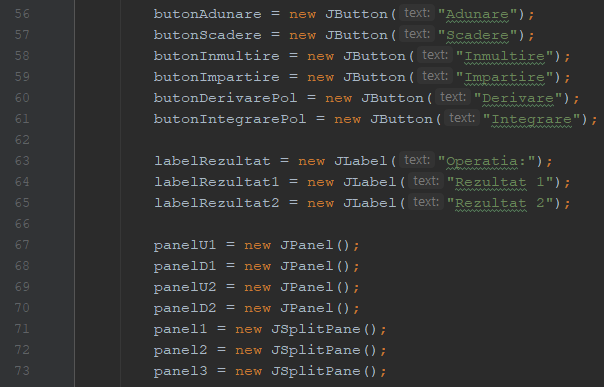 56 butonAdunare = new JButton( text: "Adunare");
57 butonScadere = new JButton( text: "Scadere");
58 butonInmultire = new JButton( text: "Inmultire");
59 butonImpartire = new JButton( text: "Impartire");
60 butonDerivarePol = new JButton( text: "Derivare");
61 butonIntegrarePol = new JButton( text: "Integrare");
62
63 labelRezultat = new JLabel( text: "Operatia:");
64 labelRezultat1 = new JLabel( text: "Rezultat 1");
65 labelRezultat2 = new JLabel( text: "Rezultat 2");
66
67 panelU1 = new JPanel();
68 panelD1 = new JPanel();
69 panelU2 = new JPanel();
70 panelD2 = new JPanel();
71 panel1 = new JSplitPane();
72 panel2 = new JSplitPane();
73 panel3 = new JSplitPane();